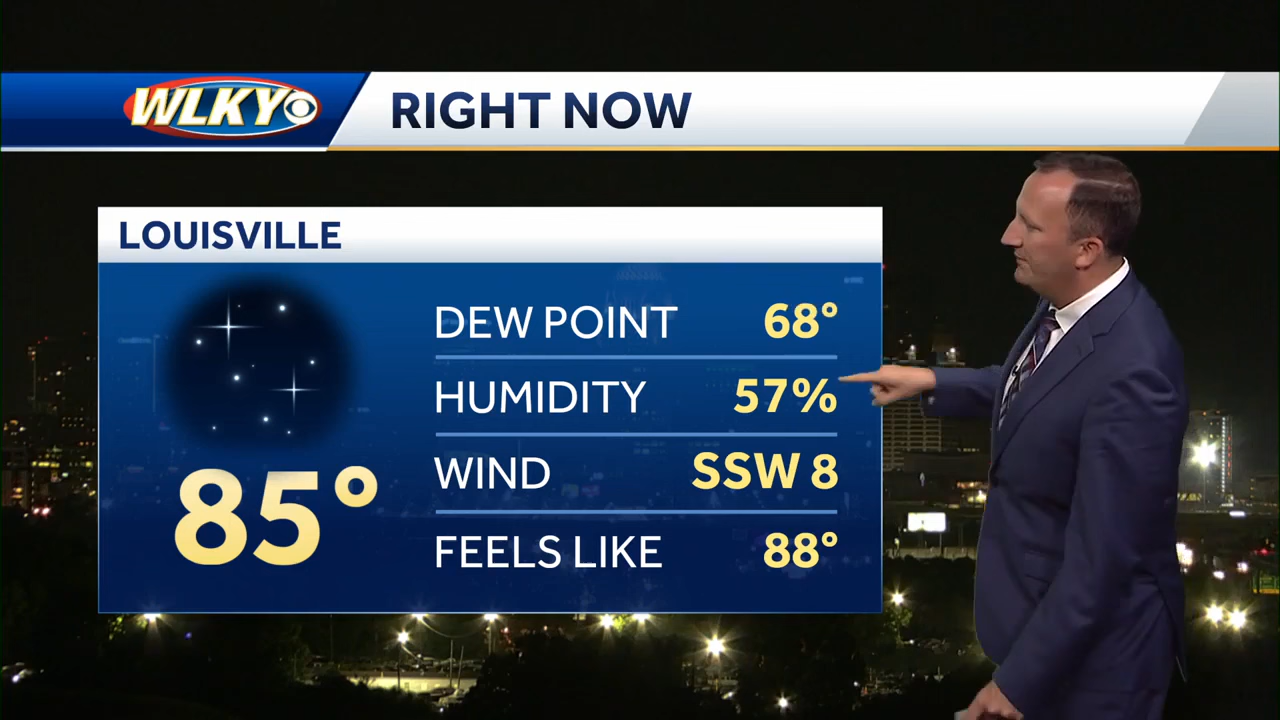 WLKY
RIGHT NOW
LOUISVILLE
DEW POINT 68°
HUMIDITY 57%
WIND SSW 8
FEELS LIKE 88°
85°